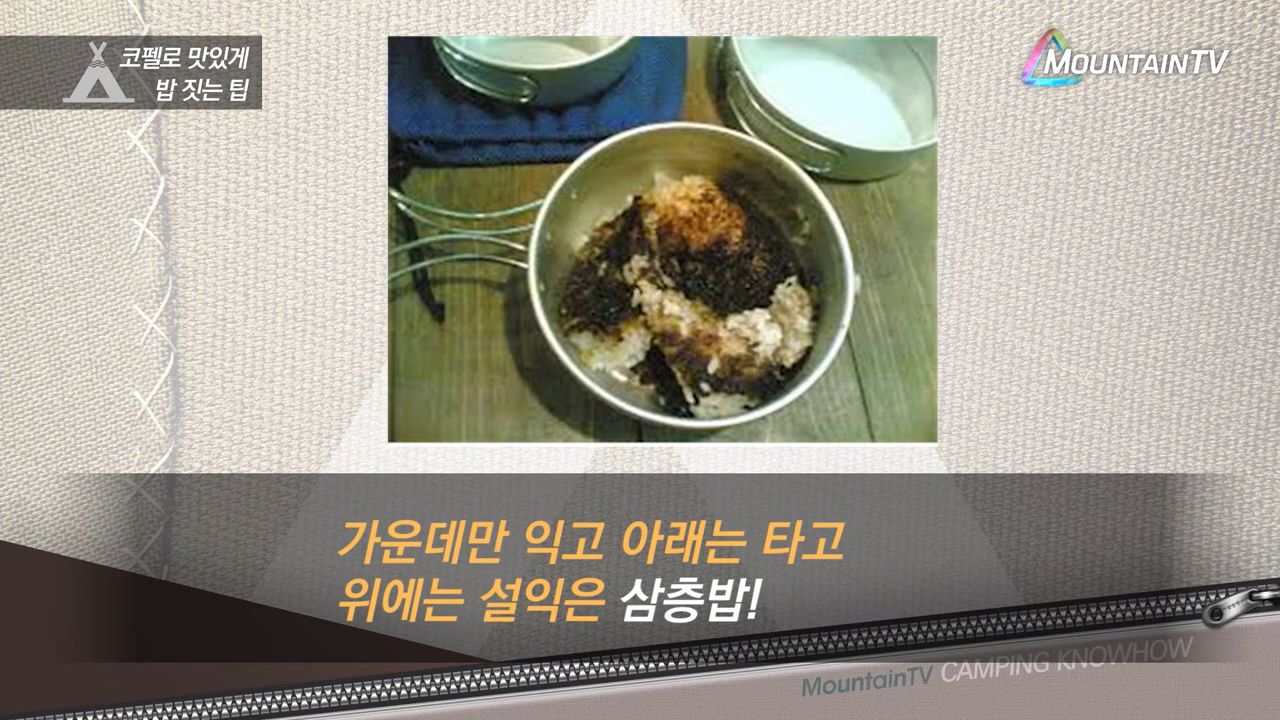 코펠로 맛있게
밥 짓는 팁
MOUNTAINTV
가운데만 익고 아래는 타고
위에는 설익은 삼층밥!
MountainTV CAMPING KNOWHOW